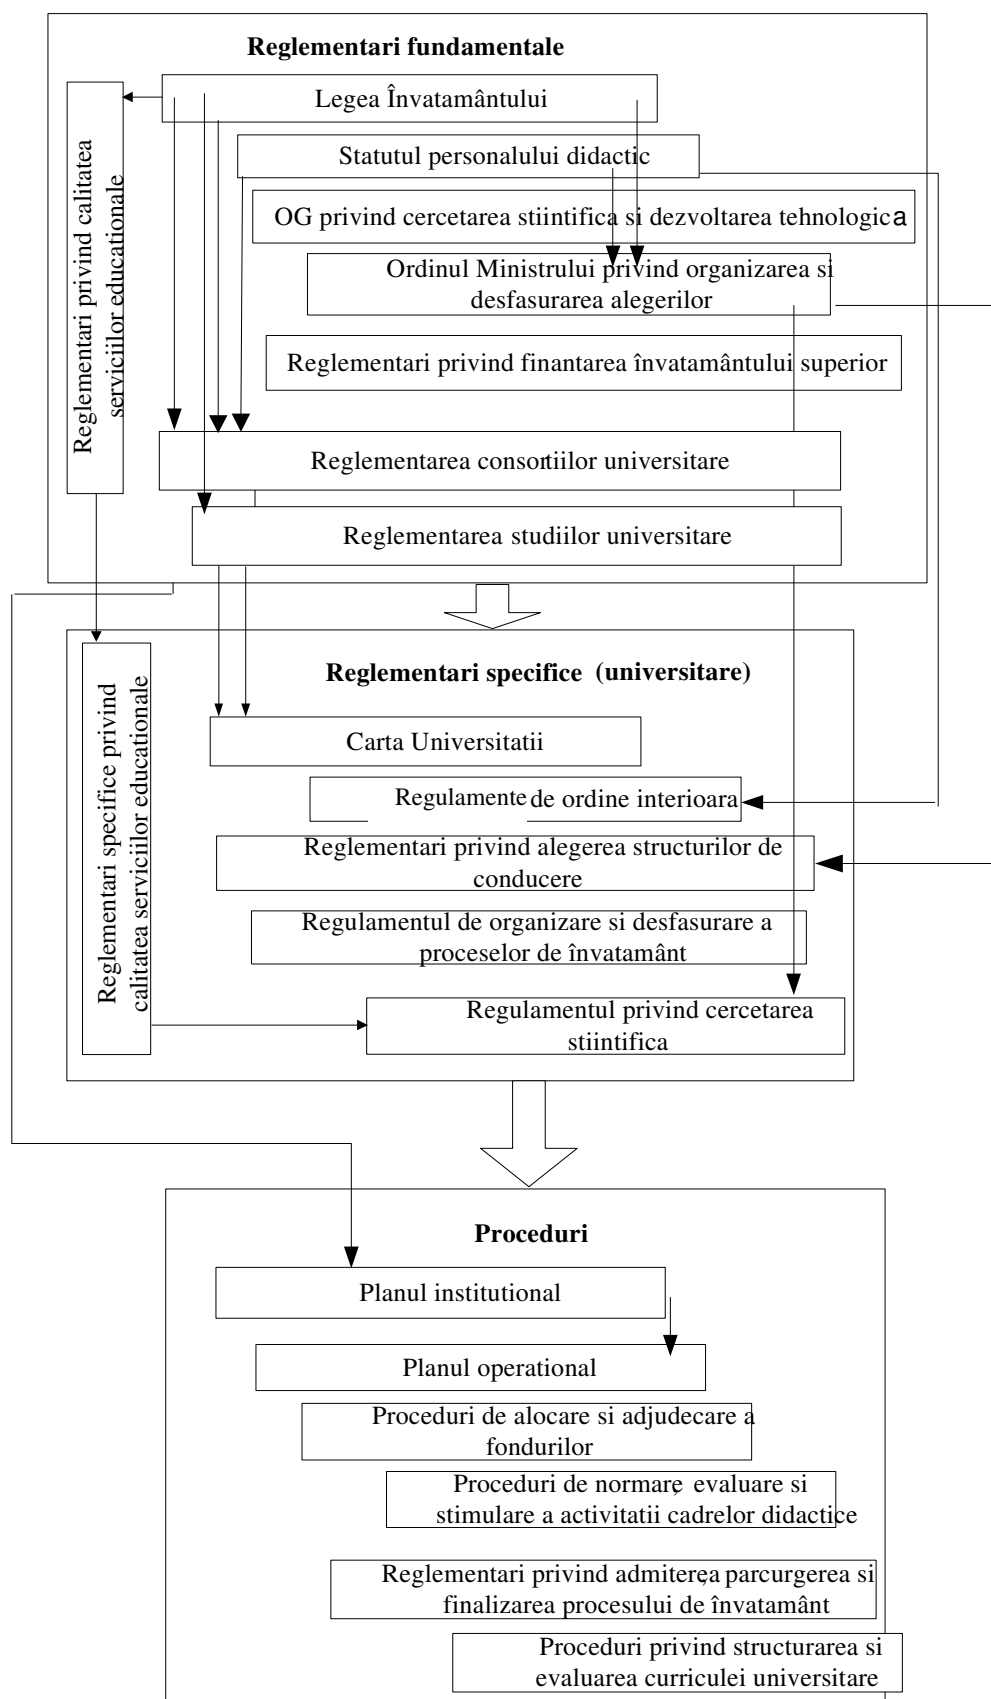 Reglementari fundamentale
Legea Învatamântului
Statutul personalului didactic
OG privind cercetarea stiintifica si dezvoltarea tehnologica
Ordinul Ministrului privind organizarea si
desfasurarea alegerilor
Reglementari privind finantarea învatamântului superior
Reglementarea consortiilor universitare
Reglementarea studiilor universitare
Reglementari privind calitatea
serviciilor educationale
Reglementari specifice (universitare)
Carta Universitatii
Regulamente de ordine interioara
Reglementari privind alegerea structurilor de
conducere
Regulamentul de organizare si desfasurare a
proceselor de învatamânt
Regulamentul privind cercetarea
stiintifica
Reglementari specifice privind
calitatea serviciilor educationale
Proceduri
Planul institutional
Planul operational
Proceduri de alocare si adjudecare a
fondurilor
Proceduri de normare, evaluare si
stimulare a activitatii cadrelor didactice
Reglementari privind admiterea, parcurgerea si
finalizarea procesului de învatamânt
Proceduri privind structurarea si
evaluarea curriculei universitare